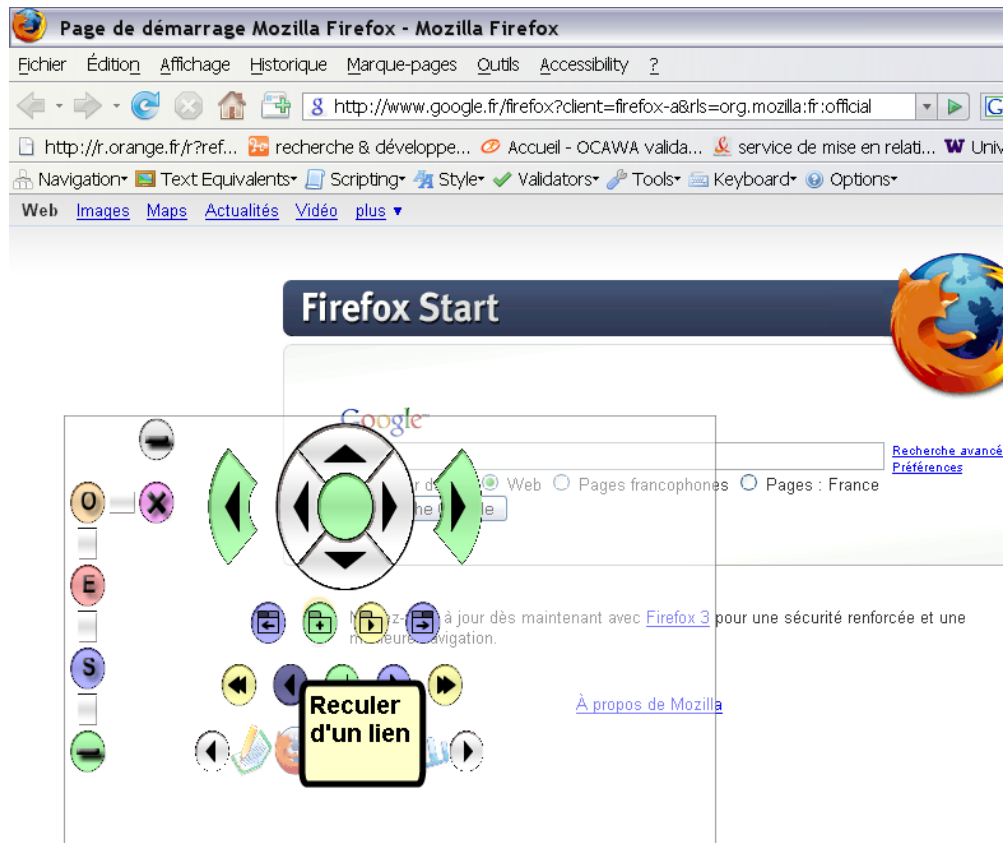 Page de démarrage Mozilla Firefox - Mozilla Firefox
Fichier Édition Affichage Historique Marque-pages Outils Accessibility ?
http://www.google.fr/firefox?client=firefox-a&rls=org.mozilla:fr:official G
http://r.orange.fr/r?ref... recherche & développe... Accueil - OCAWA valida... service de mise en relati... W Univ
Navigation Text Equivalents Scripting Style Validators Tools Keyboard Options
Web Images Maps Actualités Vidéo plus
Firefox Start
Google
Recherche avancé
Préférences
O
Web Pages francophones Pages : France
he le
E
à jour dès maintenant avec Firefox 3 pour une sécurité renforcée et une
navigation.
S
À propos de Mozilla
Reculer
d'un lien